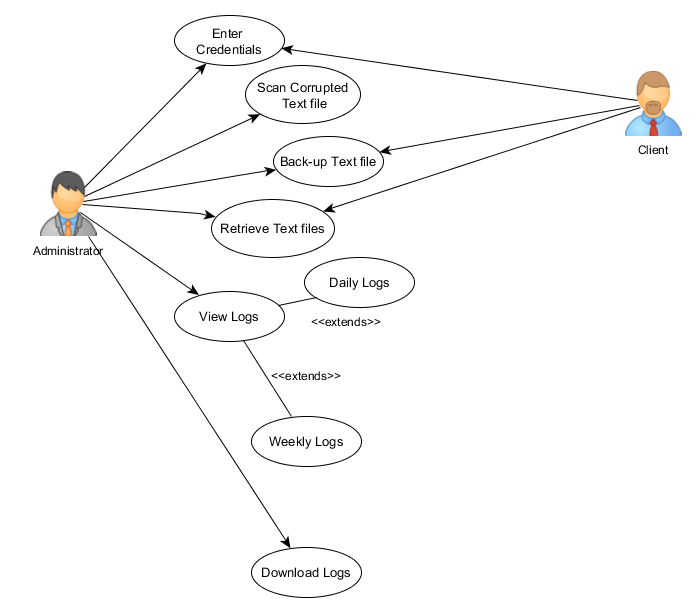 Enter
Credentials
Scan Corrupted
Text file
Client
Back-up Text file
Retrieve Text files
Administrator
Daily Logs
View Logs
<<extends>>
<<extends>>
Weekly Logs
Download Logs